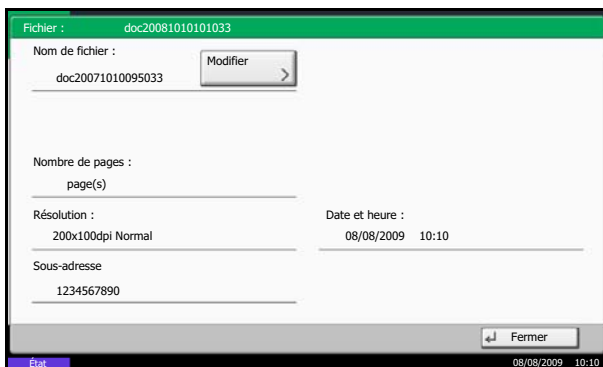 Fichier : doc20081010101033
Nom de fichier :
Modifier
doc20071010095033
Nombre de pages :
page(s)
Résolution :
200x100dpi Normal
Date et heure :
08/08/2009 10:10
Sous-adresse
1234567890
Fermer
État
08/08/2009 10:10